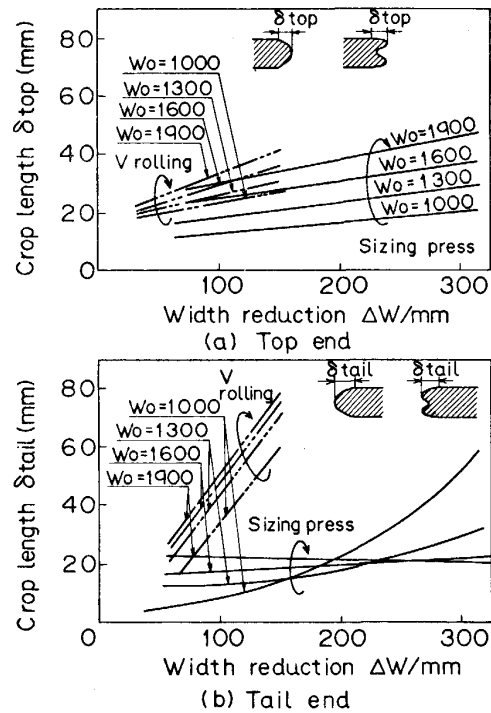 Crop length δtop (mm)
80
60
40
20
0
δtop
δtop
Wo=1000
Wo=1300
Wo=1600
Wo=1900
V rolling
Wo=1900
Wo=1600
Wo=1300
Wo=1000
Sizing press
100
200
300
Width reduction ΔW/mm
(a) Top end
Crop length δtail (mm)
80
60
40
20
0
V rolling
δtail
δtail
Wo=1000
Wo=1300
Wo=1600
Wo=1900
Sizing press
100
200
300
Width reduction ΔW/mm
(b) Tail end